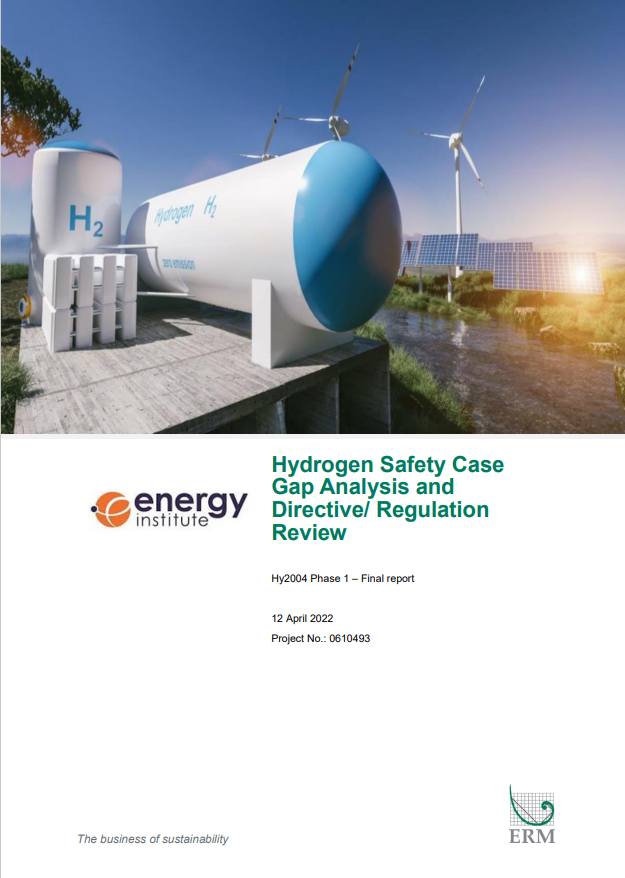 H2
Hydrogen H2
zero emission
energy
institute
Hydrogen Safety Case
Gap Analysis and
Directive/ Regulation
Review
Hy2004 Phase 1 – Final report
12 April 2022
Project No.: 0610493
The business of sustainability
ERM